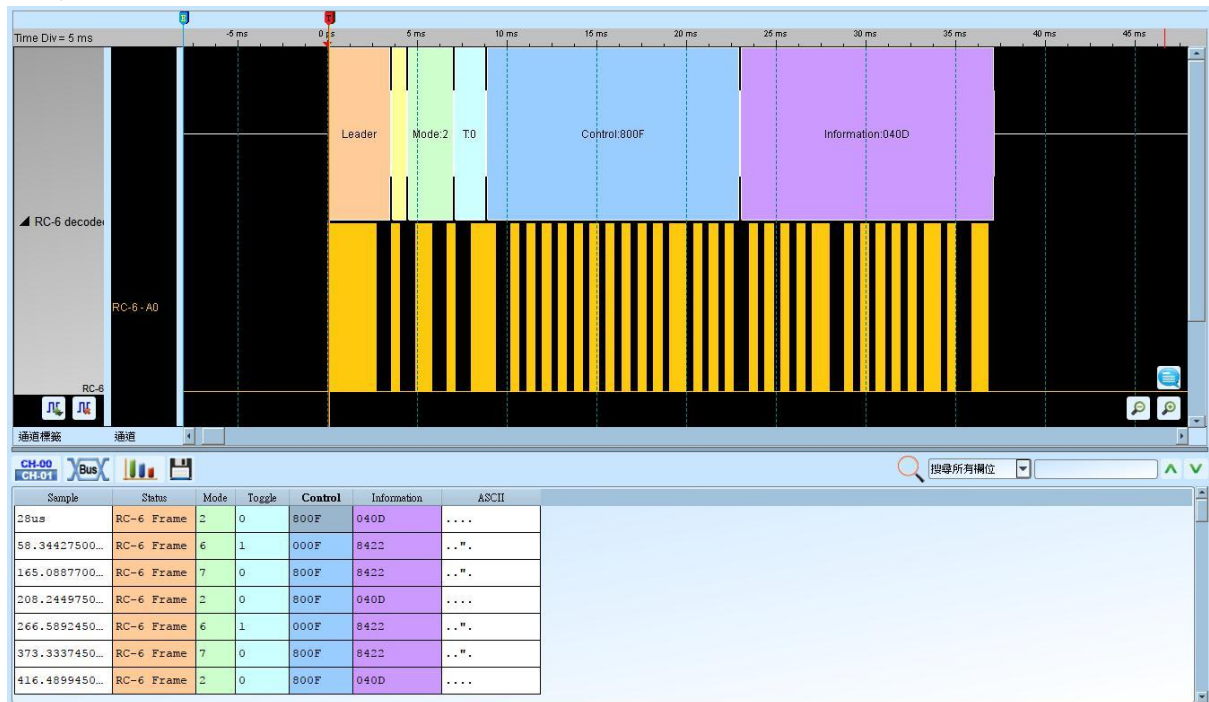 Time Div = 5 ms
-5 ms 0 ps 5 ms 10 ms 15 ms 20 ms 25 ms 30 ms 35 ms 40 ms 45 ms
Leader Mode:2 T:0 Control:800F Information:040D
RC-6 decode
RC-6 - A0
RC-6
通道標籤 通道
CH-00
CH-01
Bus
搜尋所有欄位
Sample Status Mode Toggle Control Information ASCII
28us RC-6 Frame 2 0 800F 040D ....
58.34427500... RC-6 Frame 6 1 000F 8422 ..".
165.0887700... RC-6 Frame 7 0 800F 8422 ..".
208.2449750... RC-6 Frame 2 0 800F 040D ....
266.5892450... RC-6 Frame 6 1 000F 8422 ..".
373.3337450... RC-6 Frame 7 0 800F 8422 ..".
416.4899450... RC-6 Frame 2 0 800F 040D ....